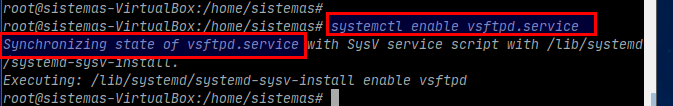 root@sistemas-VirtualBox:/home/sistemas#
root@sistemas-VirtualBox:/home/sistemas# systemctl enable vsftpd.service
Synchronizing state of vsftpd.service with SysV service script with /lib/systemd
/systemd-sysv-install.
Executing: /lib/systemd/systemd-sysv-install enable vsftpd
root@sistemas-VirtualBox:/home/sistemas#